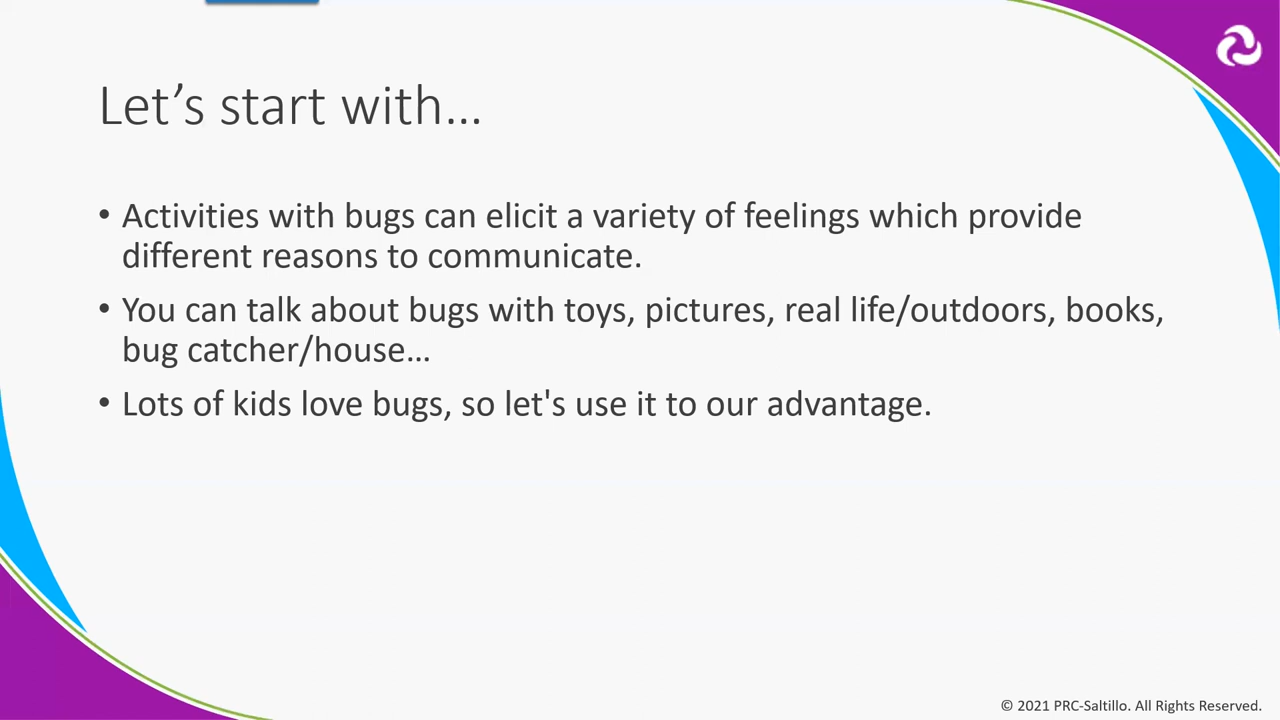 Let’s start with…
• Activities with bugs can elicit a variety of feelings which provide
different reasons to communicate.
• You can talk about bugs with toys, pictures, real life/outdoors, books,
bug catcher/house…
• Lots of kids love bugs, so let's use it to our advantage.
© 2021 PRC-Saltillo. All Rights Reserved.